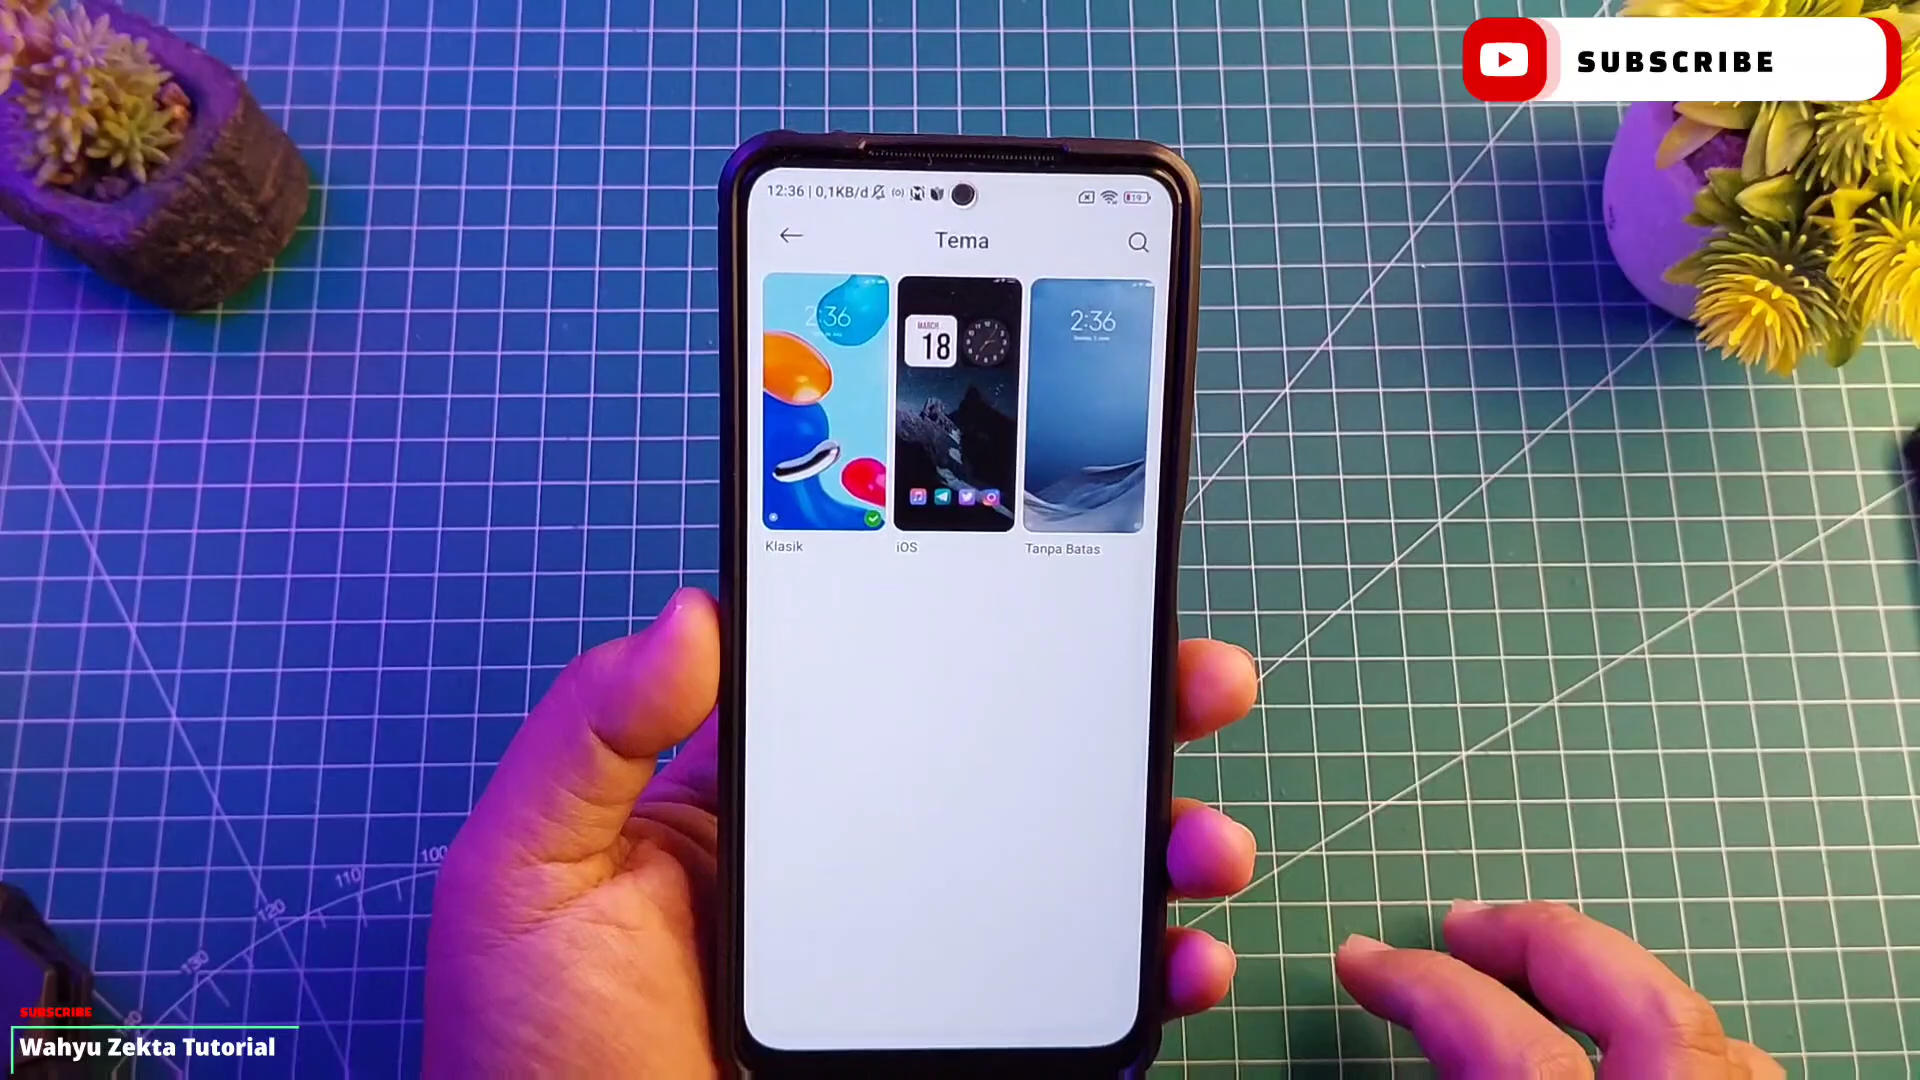 SUBSCRIBE
12:36 | 0,1KB/d
19
Tema
2:36
MARCH
18
2:36
Klasik
iOS
Tanpa Batas
100
110
120
130
SUBSCRIBE
Wahyu Zekta Tutorial